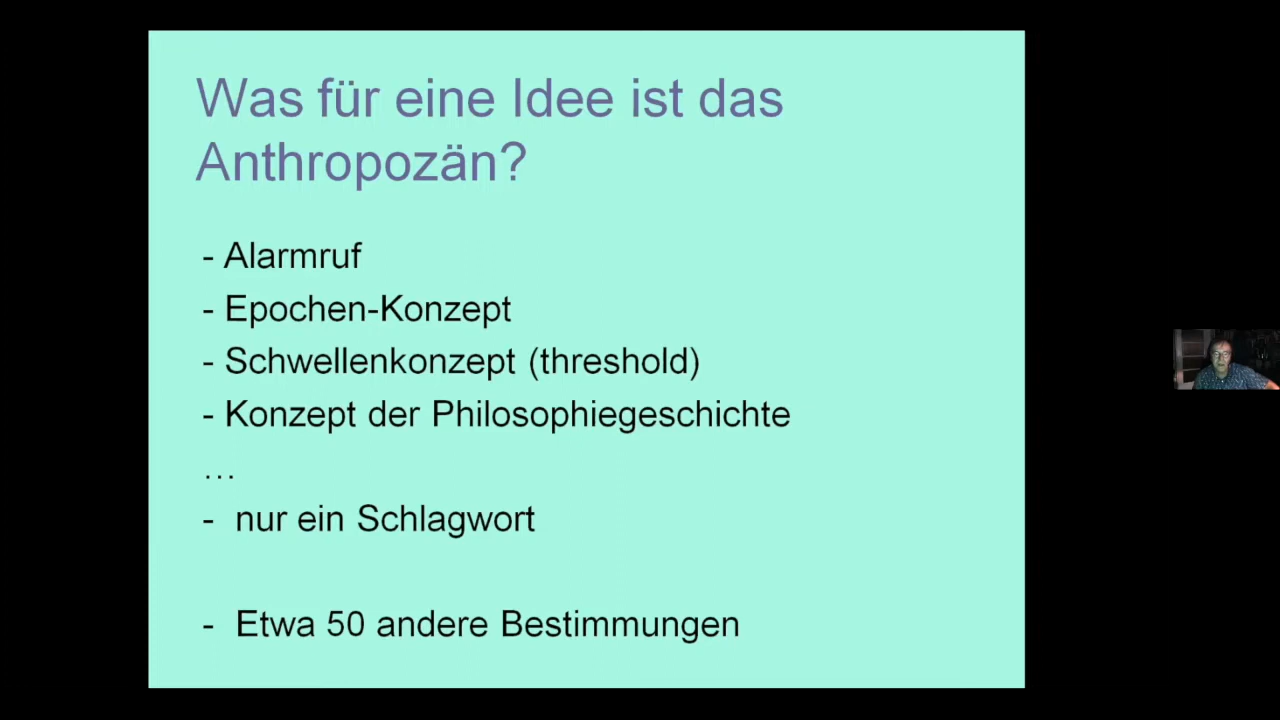 Was für eine Idee ist das
Anthropozän?
- Alarmruf
- Epochen-Konzept
- Schwellenkonzept (threshold)
- Konzept der Philosophiegeschichte
…
- nur ein Schlagwort
- Etwa 50 andere Bestimmungen